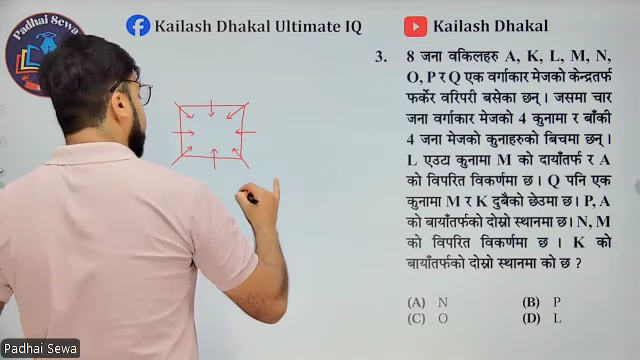 Padhai Sewa
Kailash Dhakal Ultimate IQ
Kailash Dhakal
3. 8 जना वकिलहरु A, K, L, M, N,
O, P र Q एक वर्गाकार मेजको केन्द्रतर्फ
फर्केर वरिपरी बसेका छन् । जसमा चार
जना वर्गाकार मेजको 4 कुनामा र बाँकी
4 जना मेजको कुनाहरुको बिचमा छन् ।
L एउटा कुनामा M को दायाँतर्फ र A
को विपरित विकर्णमा छ । Q पनि एक
कुनामा M र K दुबैको छेउमा छ । P, A
को बायाँतर्फको दोस्रो स्थानमा छ । N, M
को विपरित विकर्णमा छ । K को
बायाँतर्फको दोस्रो स्थानमा को छ ?
(A) N (B) P
(C) O (D) L
Padhai Sewa